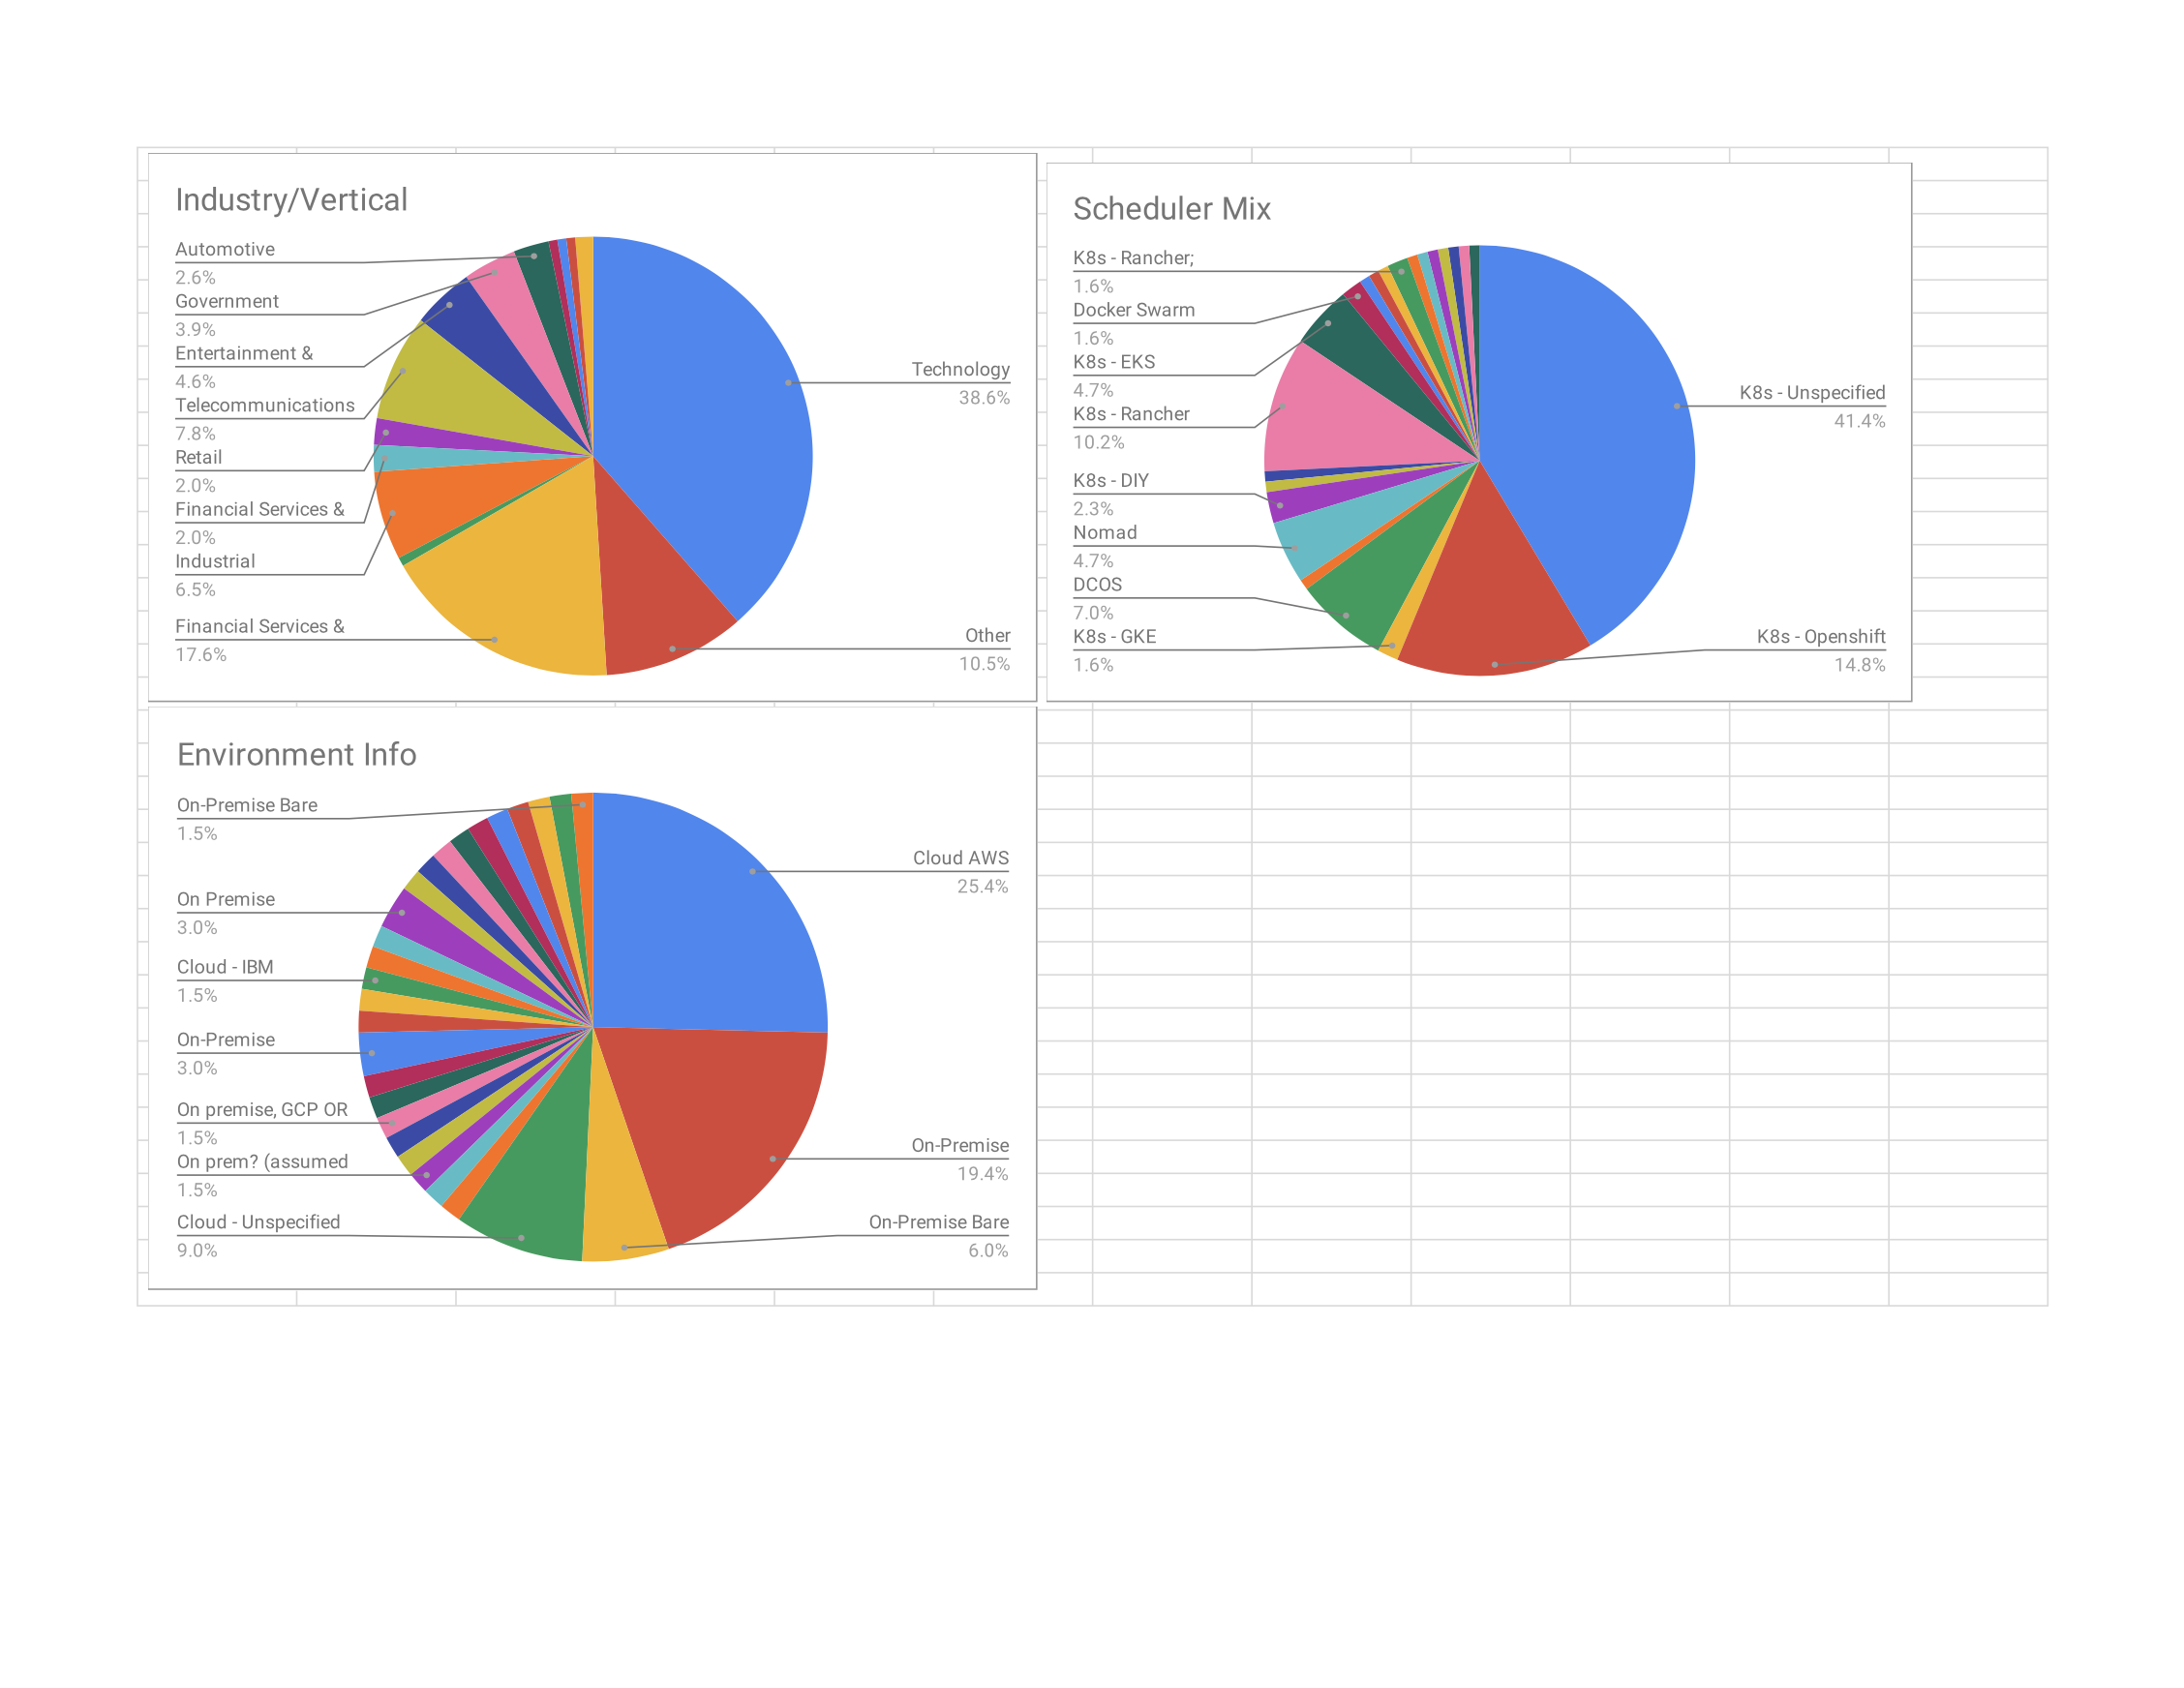 Industry/Vertical
Automotive
2.6%
Government
3.9%
Entertainment &
4.6%
Telecommunications
7.8%
Retail
2.0%
Financial Services &
2.0%
Industrial
6.5%
Financial Services &
17.6%
Technology
38.6%
Other
10.5%
Scheduler Mix
K8s - Rancher;
1.6%
Docker Swarm
1.6%
K8s - EKS
4.7%
K8s - Rancher
10.2%
K8s - DIY
2.3%
Nomad
4.7%
DCOS
7.0%
K8s - GKE
1.6%
K8s - Unspecified
41.4%
K8s - Openshift
14.8%
Environment Info
On-Premise Bare
1.5%
On Premise
3.0%
Cloud - IBM
1.5%
On-Premise
3.0%
On premise, GCP OR
1.5%
On prem? (assumed
1.5%
Cloud - Unspecified
9.0%
Cloud AWS
25.4%
On-Premise
19.4%
On-Premise Bare
6.0%